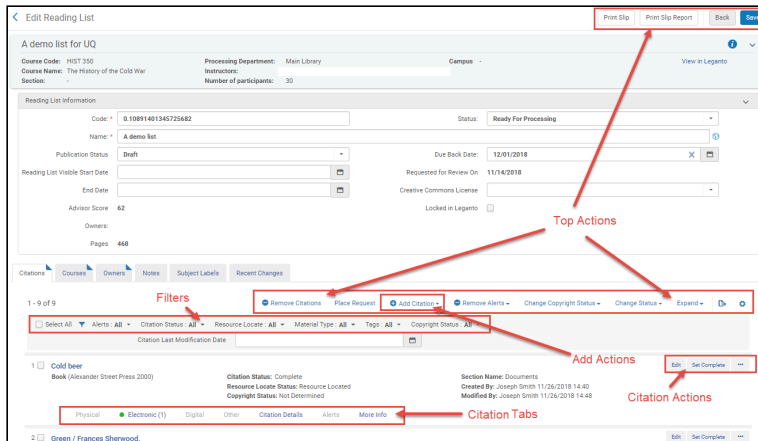 Edit Reading List
Print Slip Print Slip Report Back Save
A demo list for UQ
Course Code: HIST 350 Processing Department: Main Library Campus -
Course Name: The History of the Cold War Instructors: View in Leganto
Section: - Number of participants: 30
Reading List Information
Code: * 0.10891401345725682 Status: Ready For Processing
Name: * A demo list
Publication Status Draft Due Back Date: 12/01/2018
Reading List Visible Start Date Requested for Review On 11/14/2018
End Date Creative Commons License
Advisor Score 62 Locked in Leganto
Top Actions
Owners:
Pages 468
Citations Courses Owners Notes Subject Labels Recent Changes
Filters
1 - 9 of 9 Remove Citations Place Request Add Citation Remove Alerts Change Copyright Status Change Status Expand
Select All Alerts : All Citation Status : All Resource Locate : All Material Type : All Tags : All Copyright Status : All
Citation Last Modification Date
Add Actions
1 Cold beer Edit Set Complete ...
Book (Alexander Street Press 2000) Citation Status: Complete Section Name: Documents
Resource Locate Status: Resource Located Created By: Joseph Smith 11/26/2018 14:40
Copyright Status: Not Determined Modified By: Joseph Smith 11/26/2018 14:48
Citation Actions
Physical Electronic (1) Digital Other Citation Details Alerts More Info Citation Tabs
2 Green / Frances Sherwood. Edit Set Complete ...